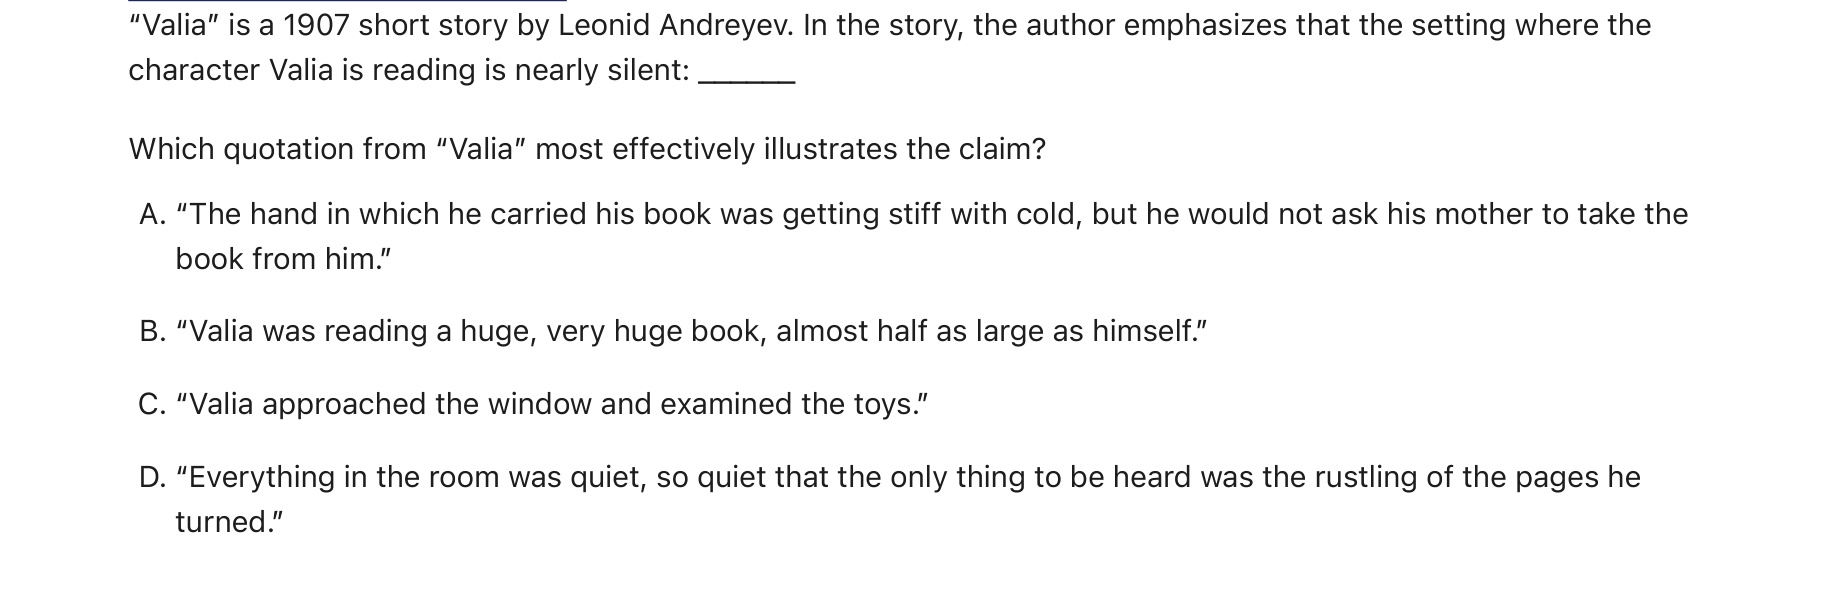 “Valia” is a 1907 short story by Leonid Andreyev. In the story, the author emphasizes that the setting where the
character Valia is reading is nearly silent: ______
Which quotation from “Valia” most effectively illustrates the claim?
A. “The hand in which he carried his book was getting stiff with cold, but he would not ask his mother to take the
book from him.”
B. “Valia was reading a huge, very huge book, almost half as large as himself.”
C. “Valia approached the window and examined the toys.”
D. “Everything in the room was quiet, so quiet that the only thing to be heard was the rustling of the pages he
turned.”